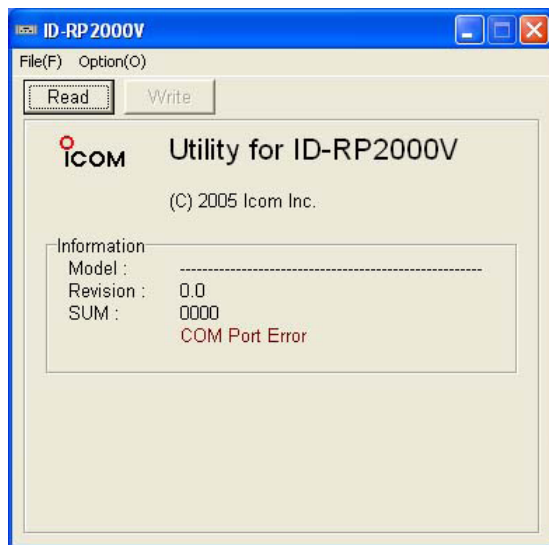 ID-RP2000V
File(F) Option(O)
Read Write
ICOM Utility for ID-RP2000V
(C) 2005 Icom Inc.
Information
Model : -------------------------------------------------------
Revision : 0.0
SUM : 0000
COM Port Error